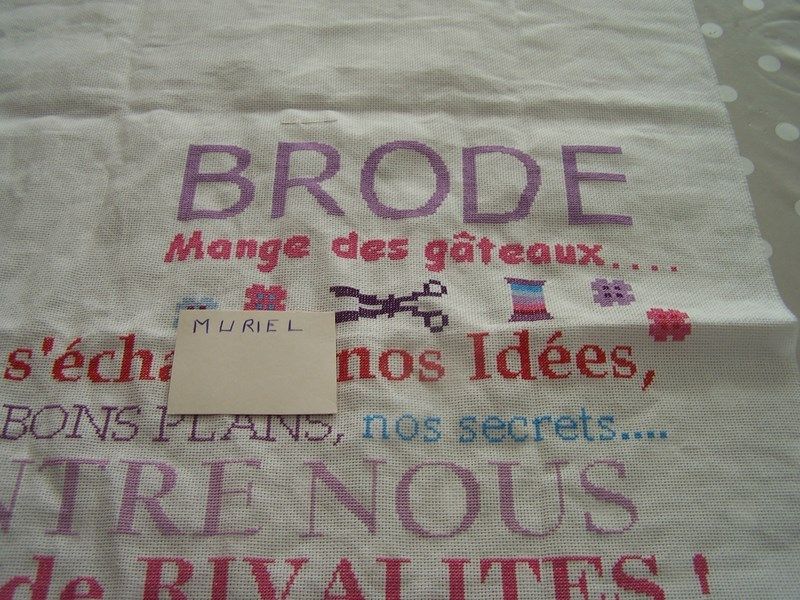 BRODE
Mange des gâteaux....
MURIEL
s'écha nos Idées,
BONS PLANS, nos secrets....
NTRE NOUS
de RIVALITES !